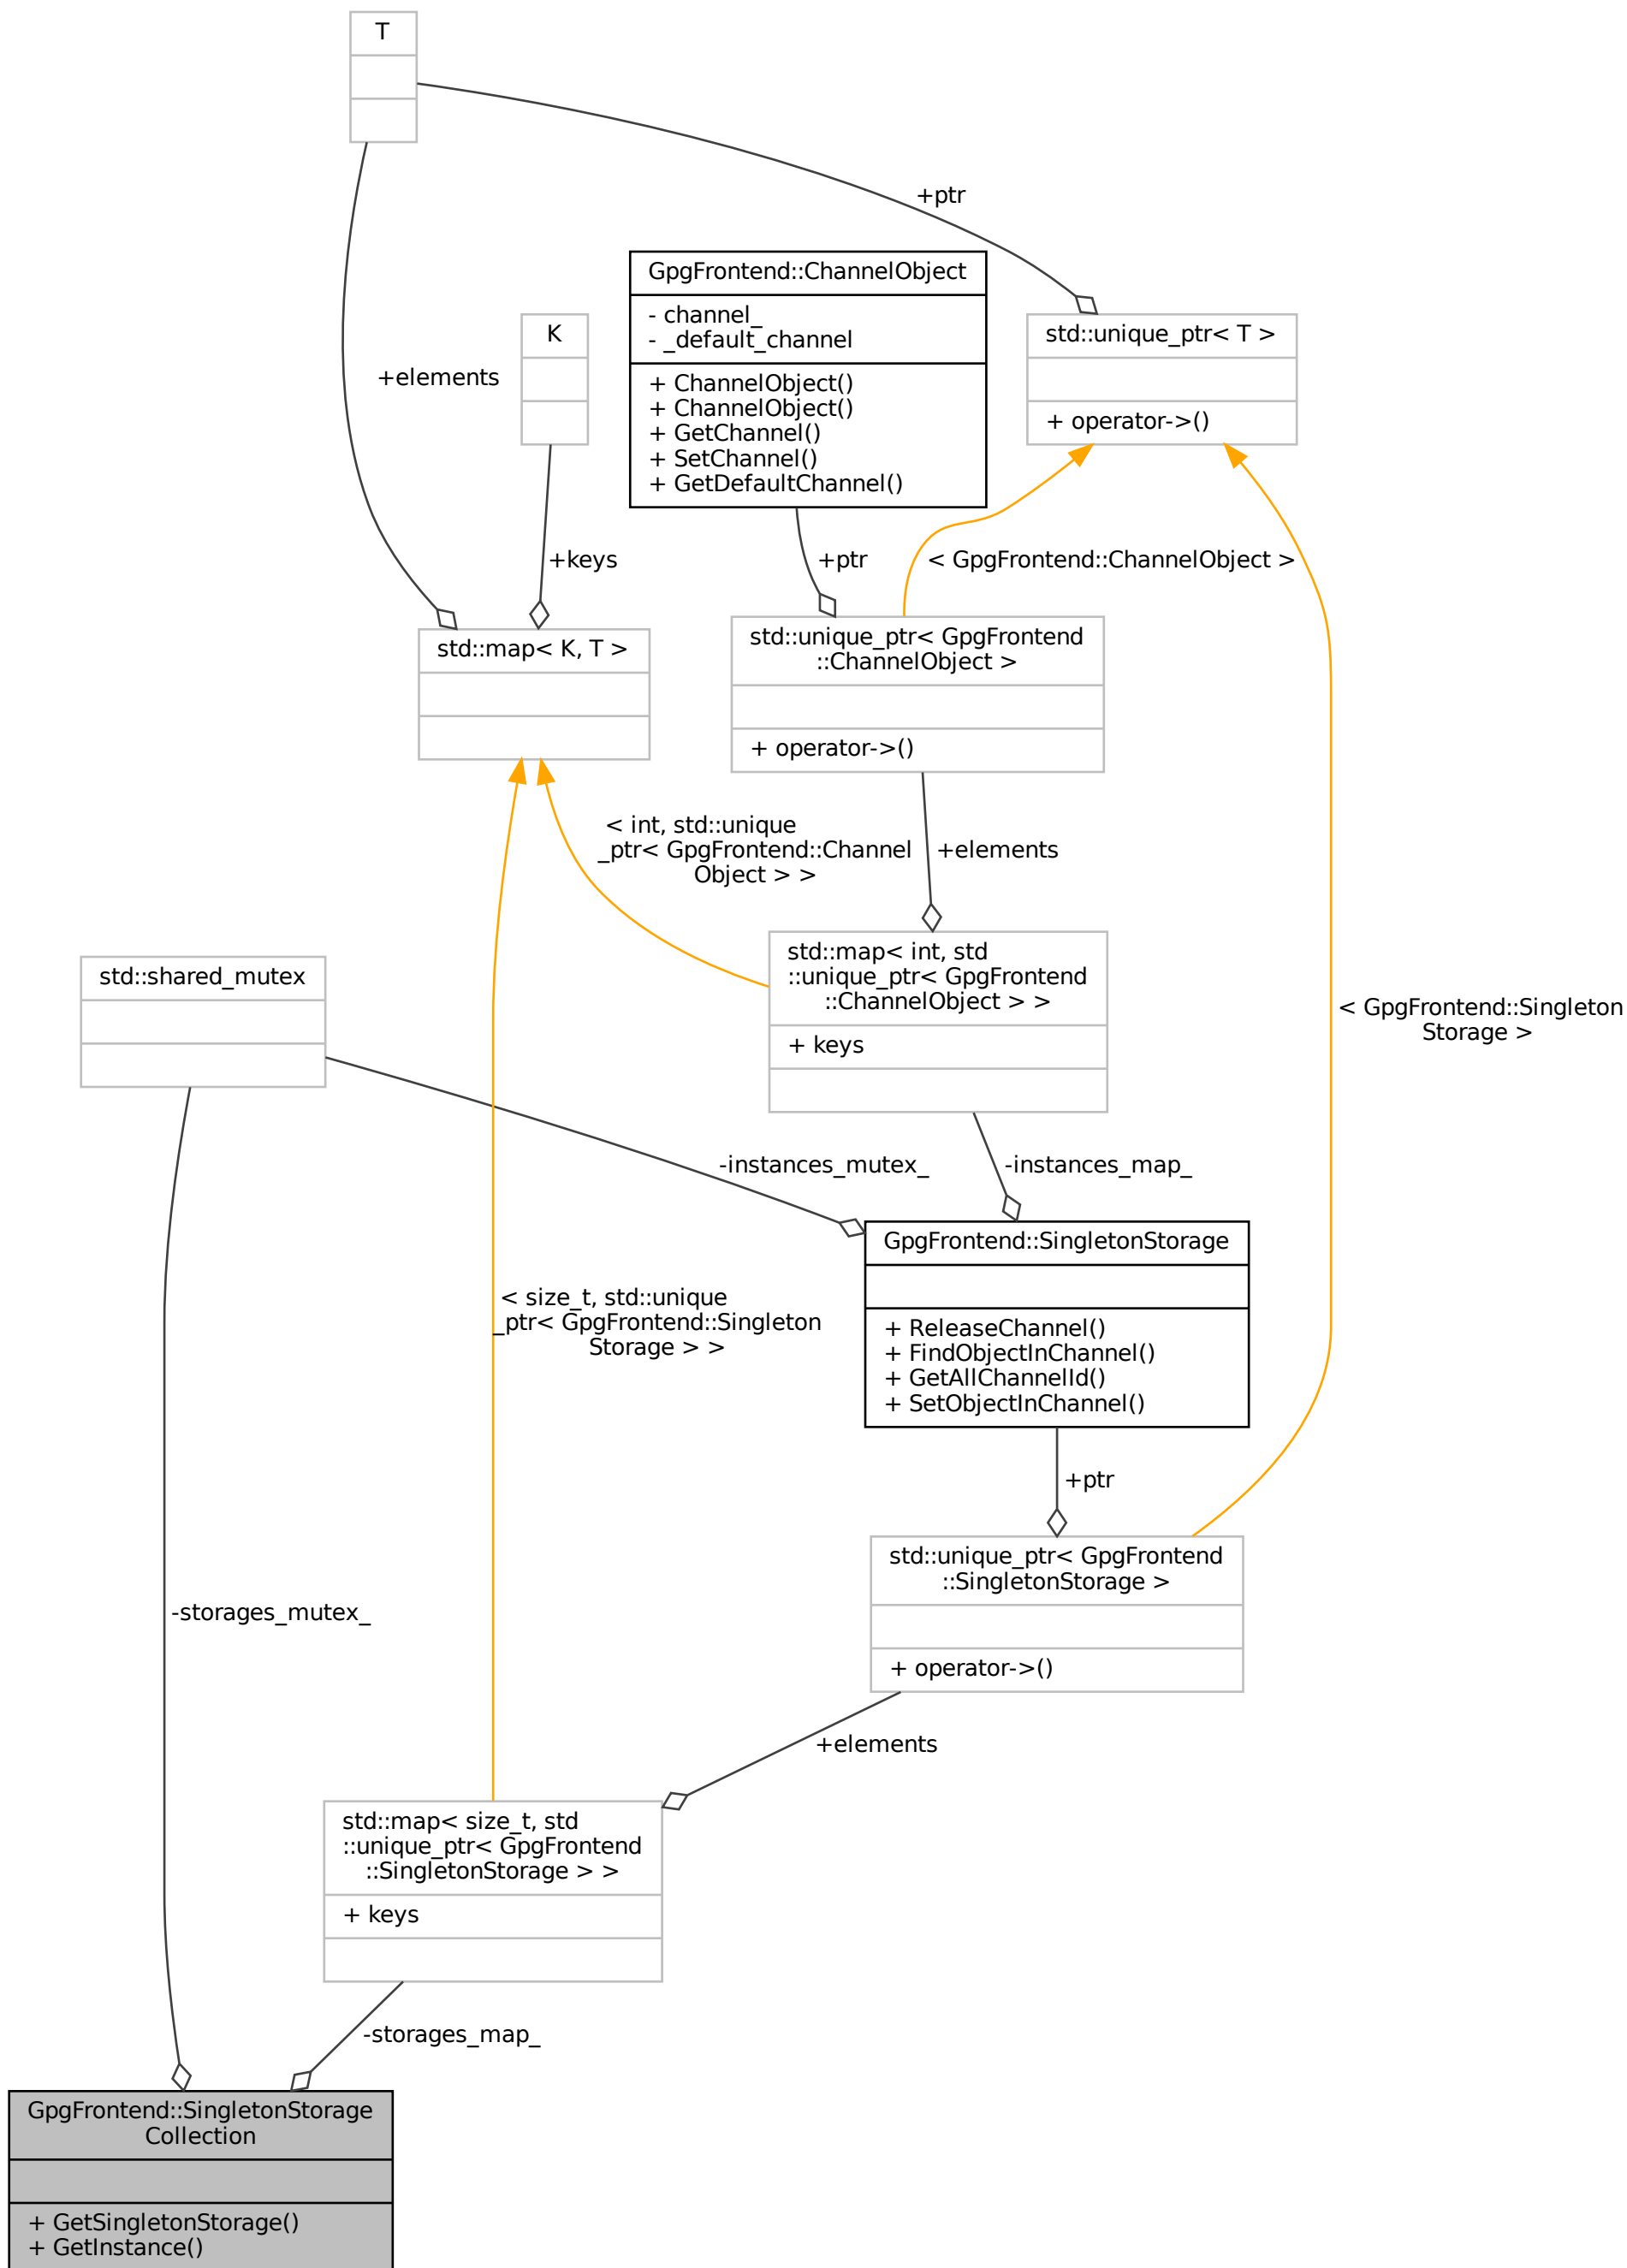 T
+ptr
GpgFrontend::ChannelObject
- channel_
- _default_channel
+ ChannelObject()
+ ChannelObject()
+ GetChannel()
+ SetChannel()
+ GetDefaultChannel()
K
std::unique_ptr< T >
+ operator->()
+elements
+keys
+ptr
< GpgFrontend::ChannelObject >
std::map< K, T >
std::unique_ptr< GpgFrontend
::ChannelObject >
+ operator->()
< int, std::unique
_ptr< GpgFrontend::Channel
Object > >
+elements
std::shared_mutex
std::map< int, std
::unique_ptr< GpgFrontend
::ChannelObject > >
+ keys
< GpgFrontend::Singleton
Storage >
-instances_mutex_
-instances_map_
GpgFrontend::SingletonStorage
+ ReleaseChannel()
+ FindObjectInChannel()
+ GetAllChannelId()
+ SetObjectInChannel()
< size_t, std::unique
_ptr< GpgFrontend::Singleton
Storage > >
+ptr
std::unique_ptr< GpgFrontend
::SingletonStorage >
+ operator->()
-storages_mutex_
+elements
std::map< size_t, std
::unique_ptr< GpgFrontend
::SingletonStorage > >
+ keys
-storages_map_
GpgFrontend::SingletonStorage
Collection
+ GetSingletonStorage()
+ GetInstance()